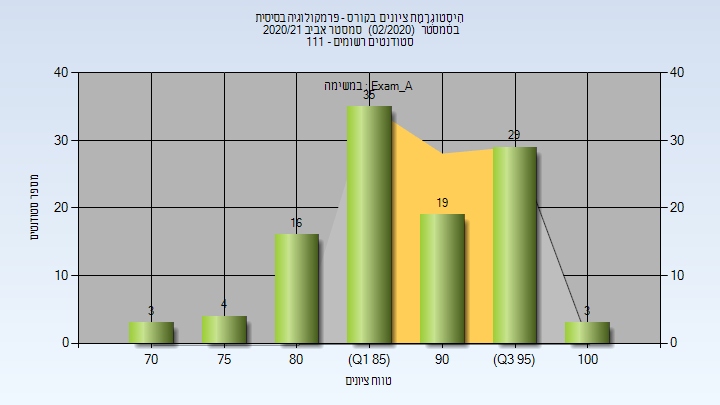 היסטוגרמת ציונים בקורס - פרמקולוגיה בסיסית
בסמסטר (02/2020) סמסטר אביב 2020/21
סטודנטים רשומים - 111
במשימה : Exam_A
40
30
20
10
0
40
30
20
10
0
מספר סטודנטים
3
4
16
35
19
29
3
70
75
80
(Q1 85)
90
(Q3 95)
100
טווח ציונים